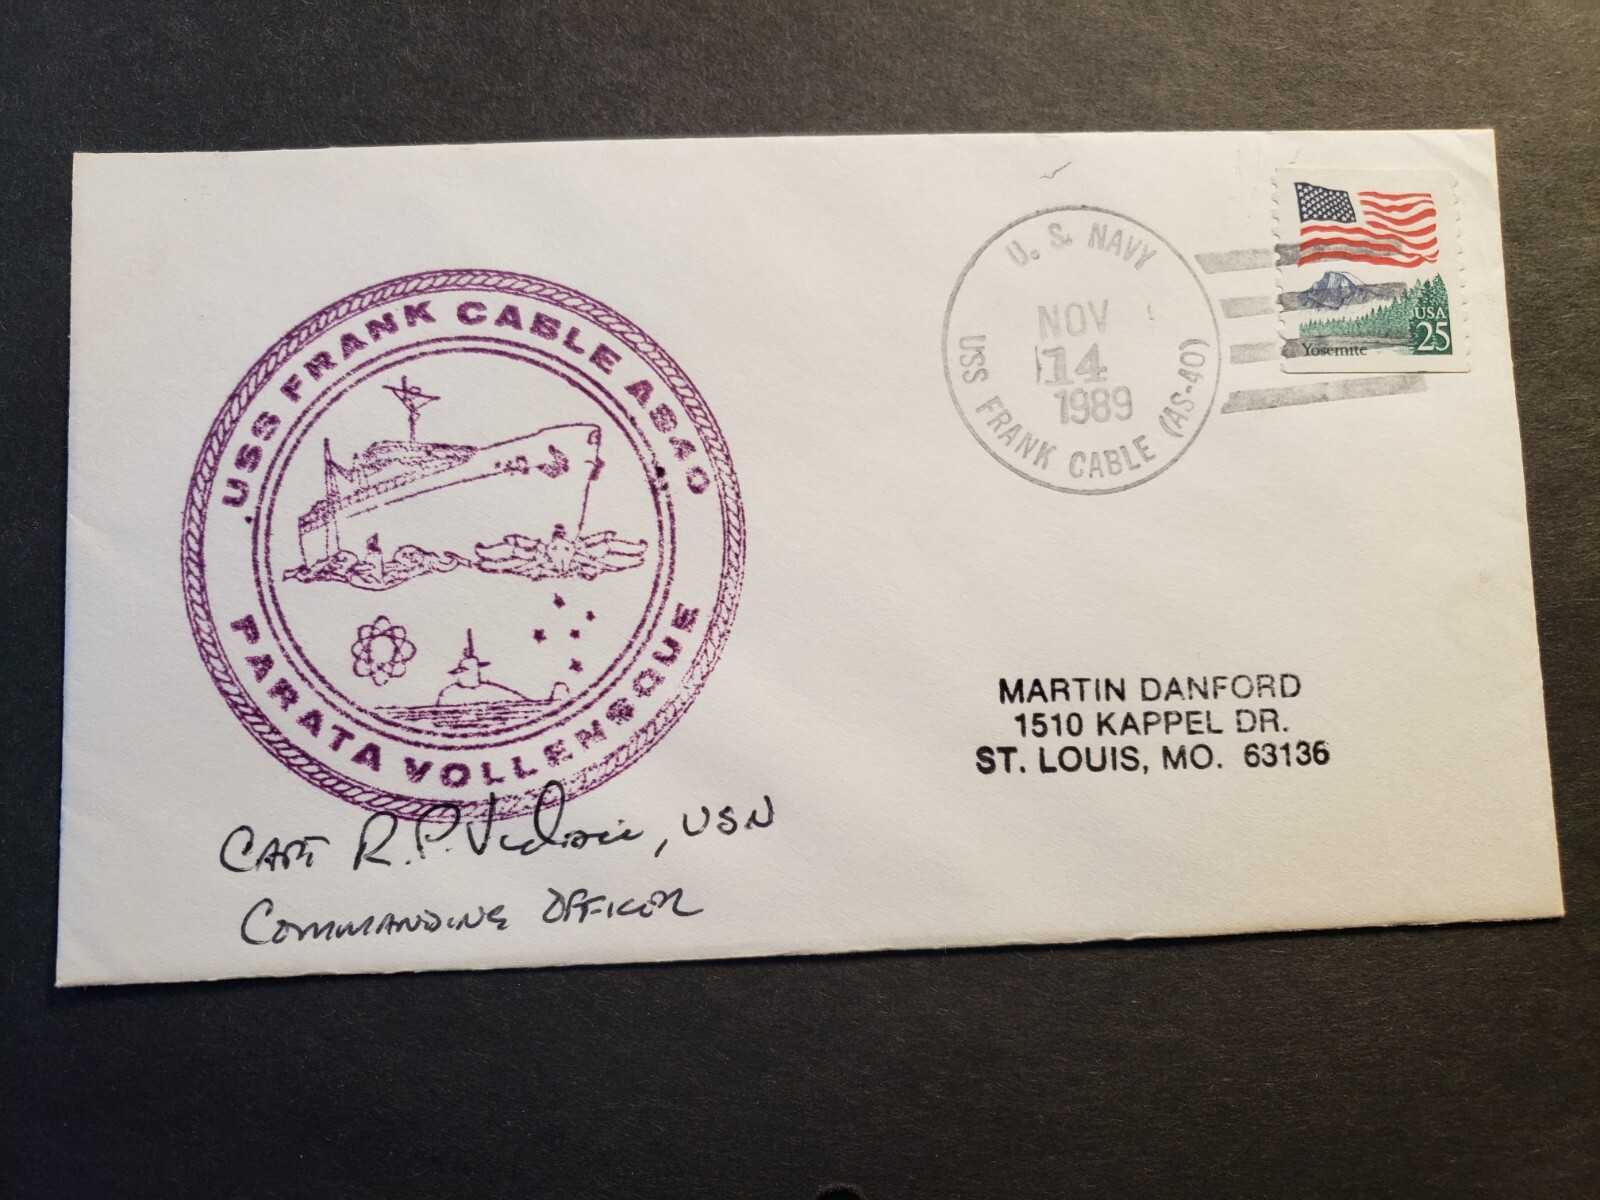 USS FRANK CABLE AS40
PARATA VOLLENSQUE
CAPT R.P. , USN
COMMANDING OFFICER
U.S. NAVY
NOV
14
1989
USS FRANK CABLE (AS-40)
USA
25
Yosemite
MARTIN DANFORD
1510 KAPPEL DR.
ST. LOUIS, MO. 63136